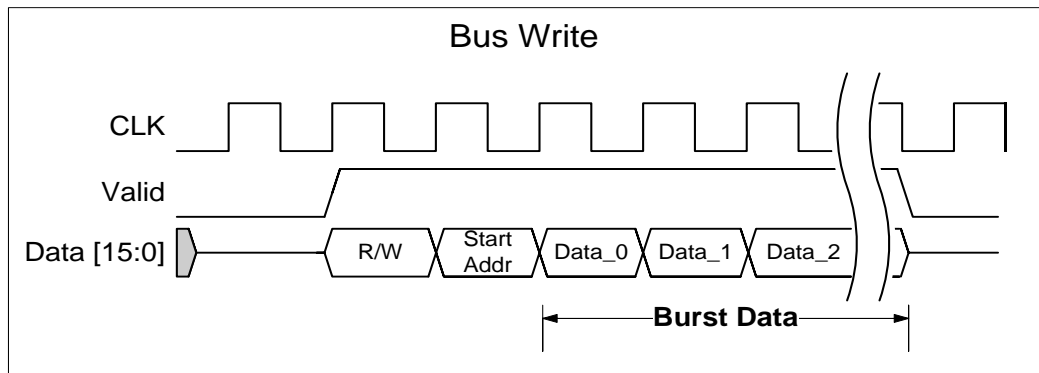 Bus Write
CLK
Valid
Data [15:0]
R/W
Start
Addr
Data_0
Data_1
Data_2
Burst Data